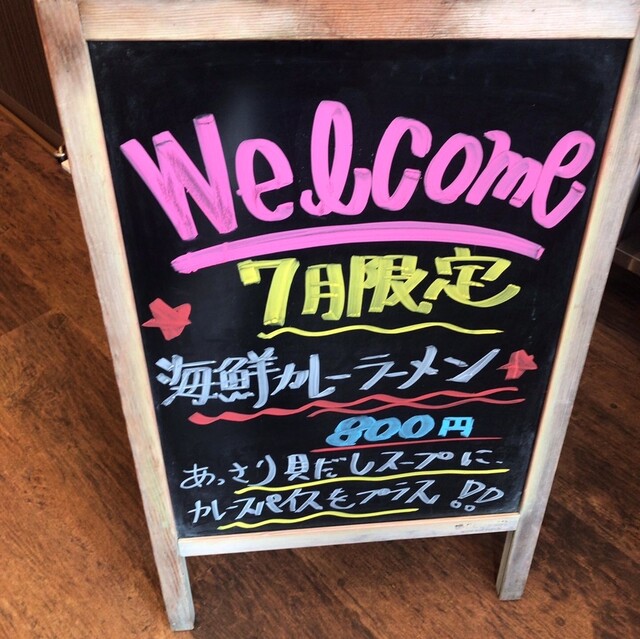 Welcome
7月限定
海鮮カレーラーメン
800円
あっさり貝だしスープに、
カレースパイスをプラス!!